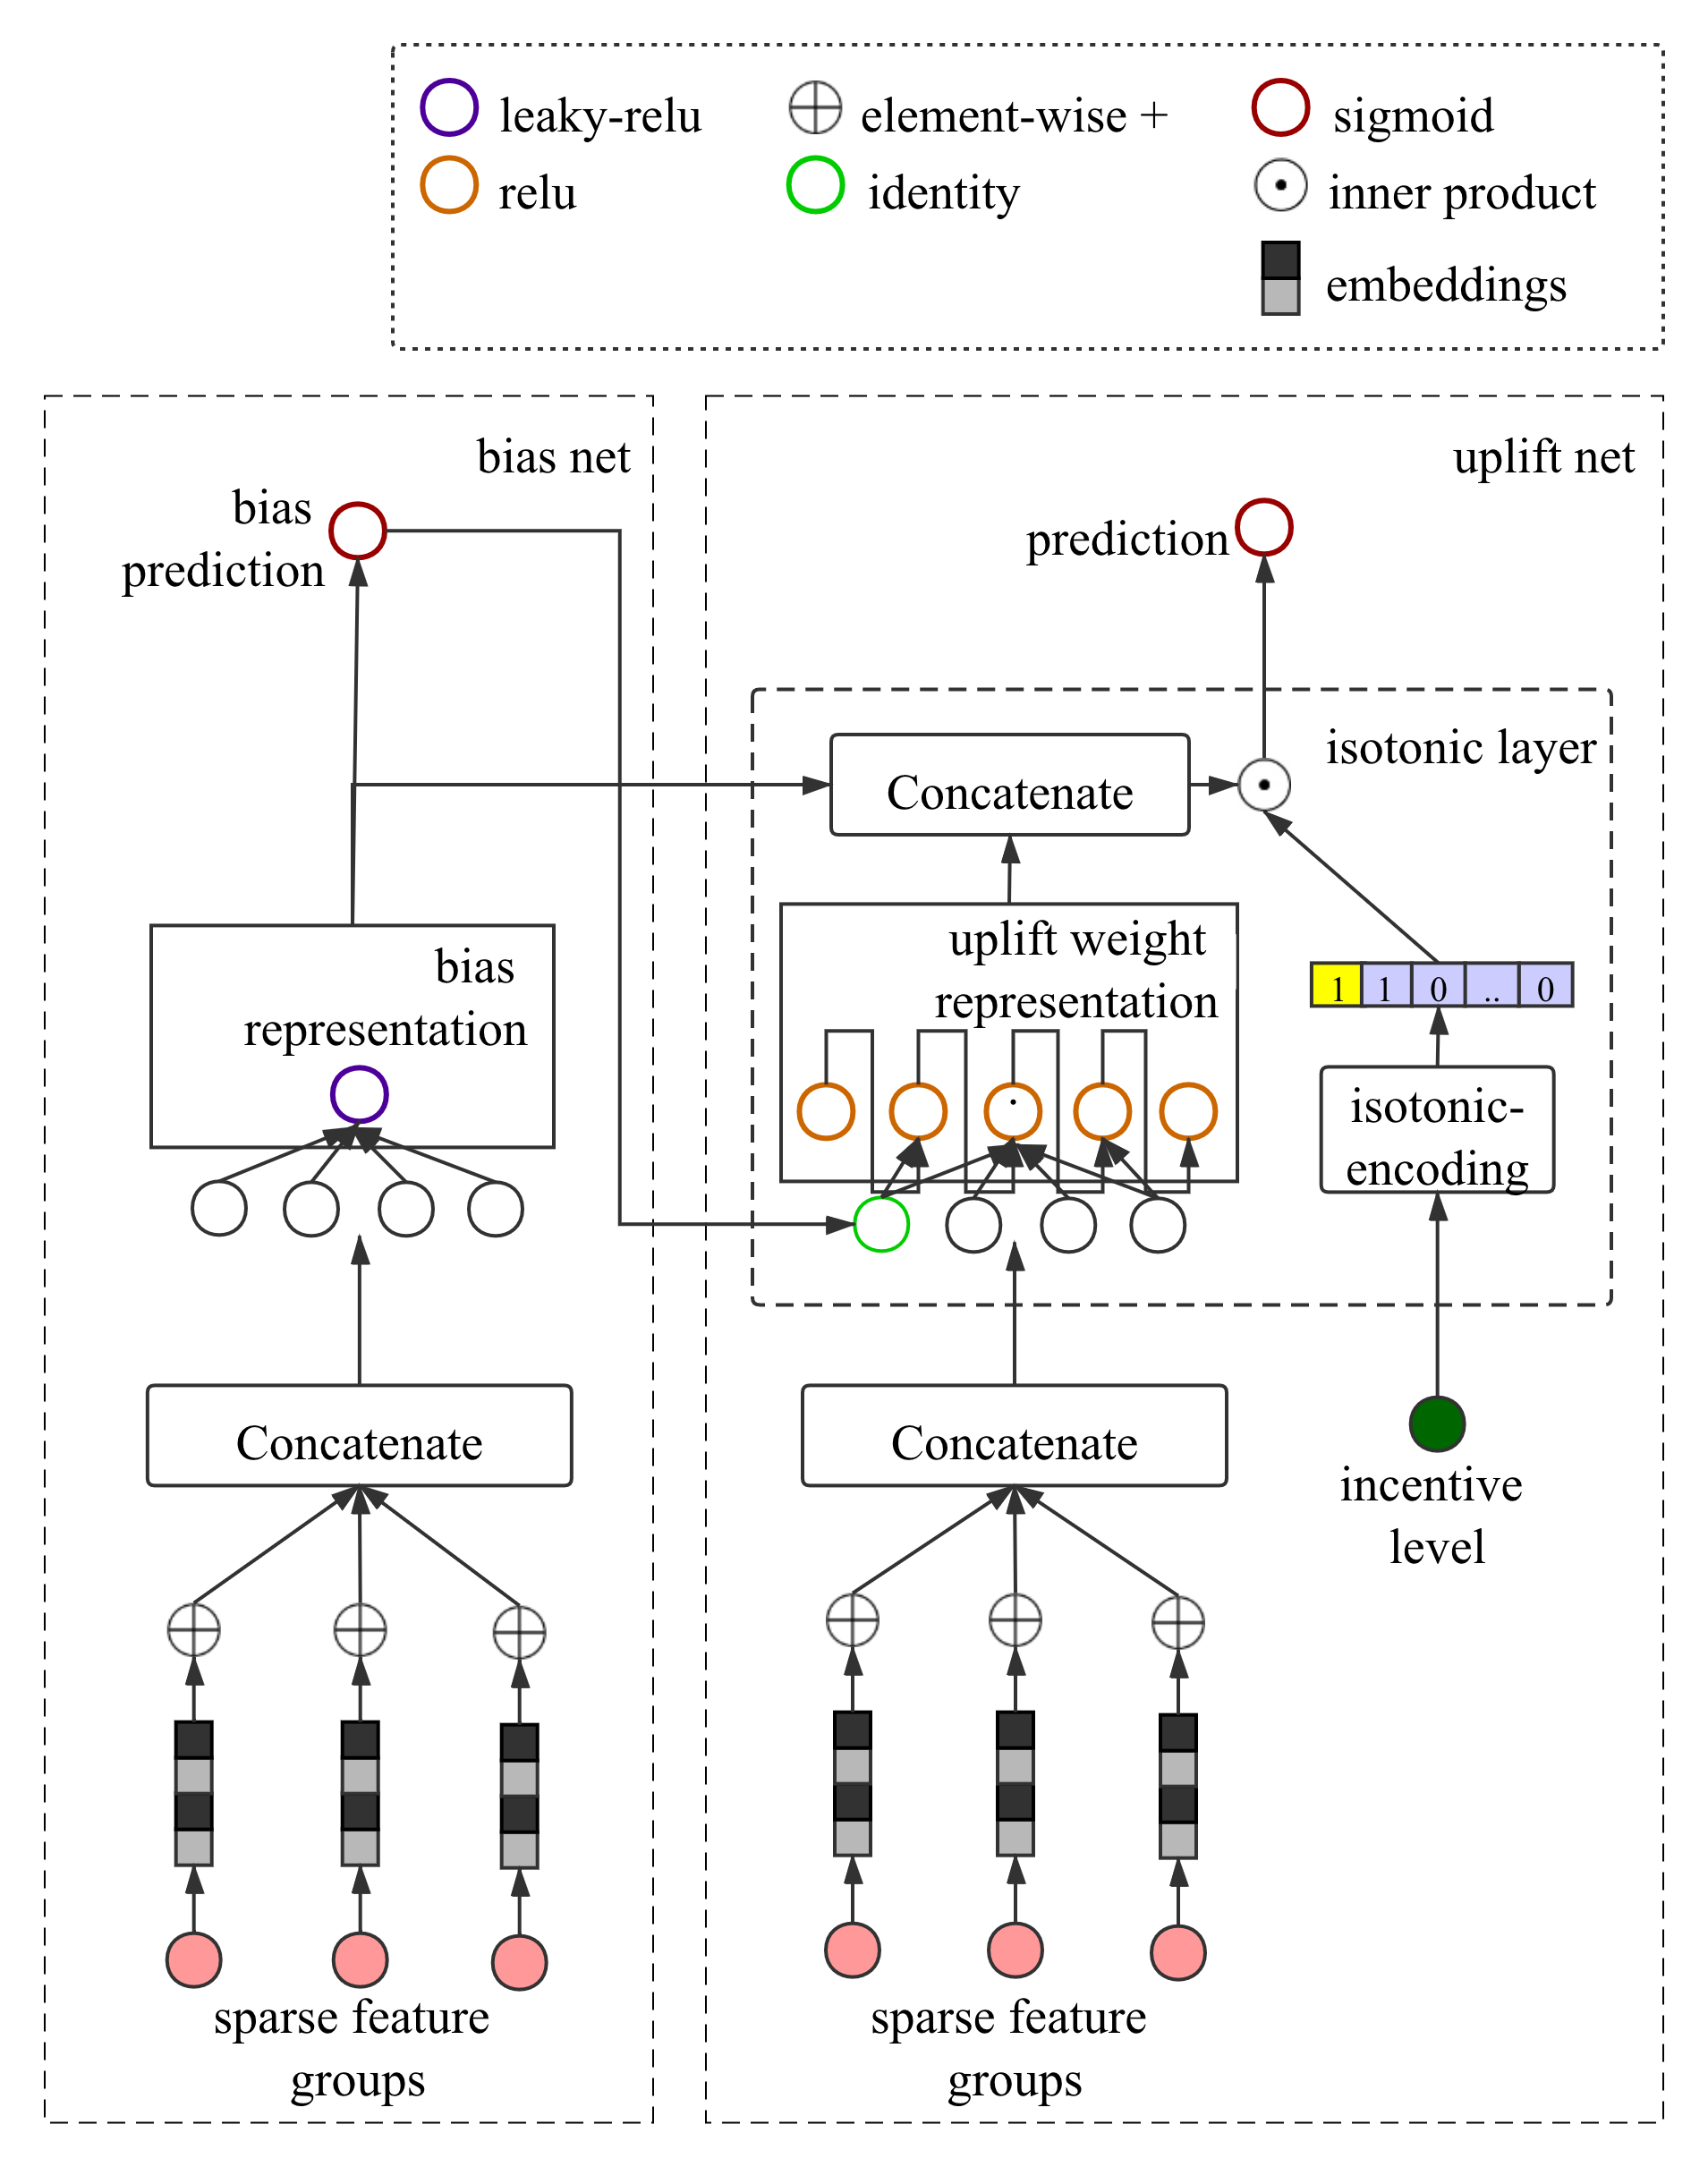 leaky-relu
element-wise +
sigmoid
relu
identity
inner product
embeddings
bias net
bias
prediction
bias
representation
Concatenate
sparse feature
groups
uplift net
prediction
isotonic layer
Concatenate
uplift weight
representation
1 1 0 .. 0
isotonic-
encoding
Concatenate
incentive
level
sparse feature
groups